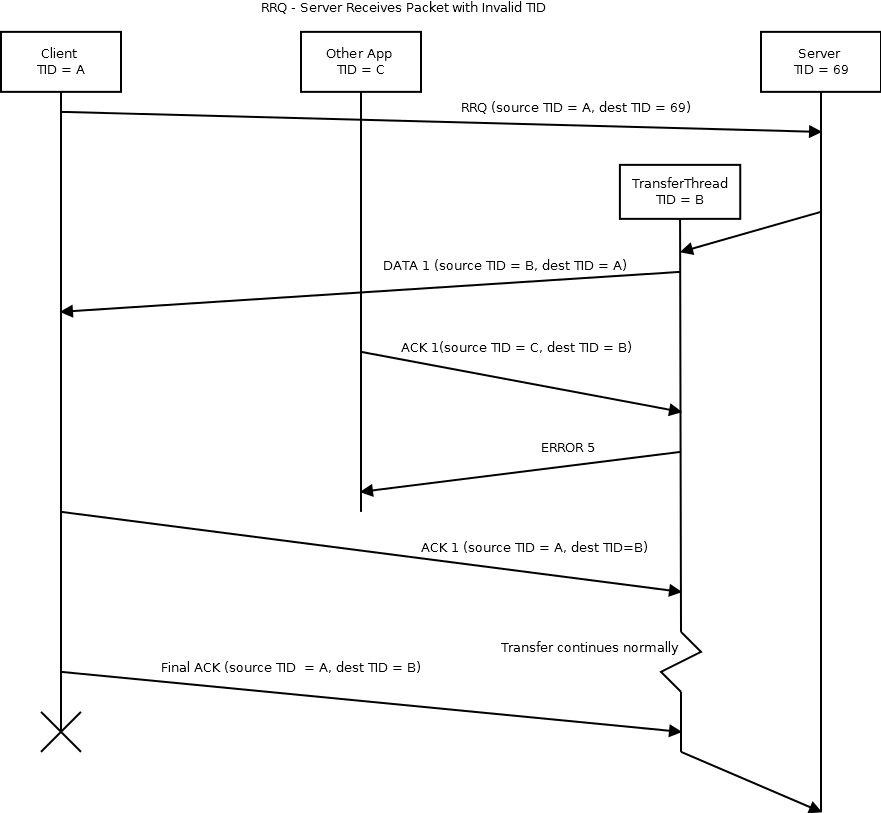 RRQ - Server Receives Packet with Invalid TID
Client
TID = A
Other App
TID = C
Server
TID = 69
RRQ (source TID = A, dest TID = 69)
TransferThread
TID = B
DATA 1 (source TID = B, dest TID = A)
ACK 1(source TID = C, dest TID = B)
ERROR 5
ACK 1 (source TID = A, dest TID=B)
Transfer continues normally
Final ACK (source TID  = A, dest TID = B)